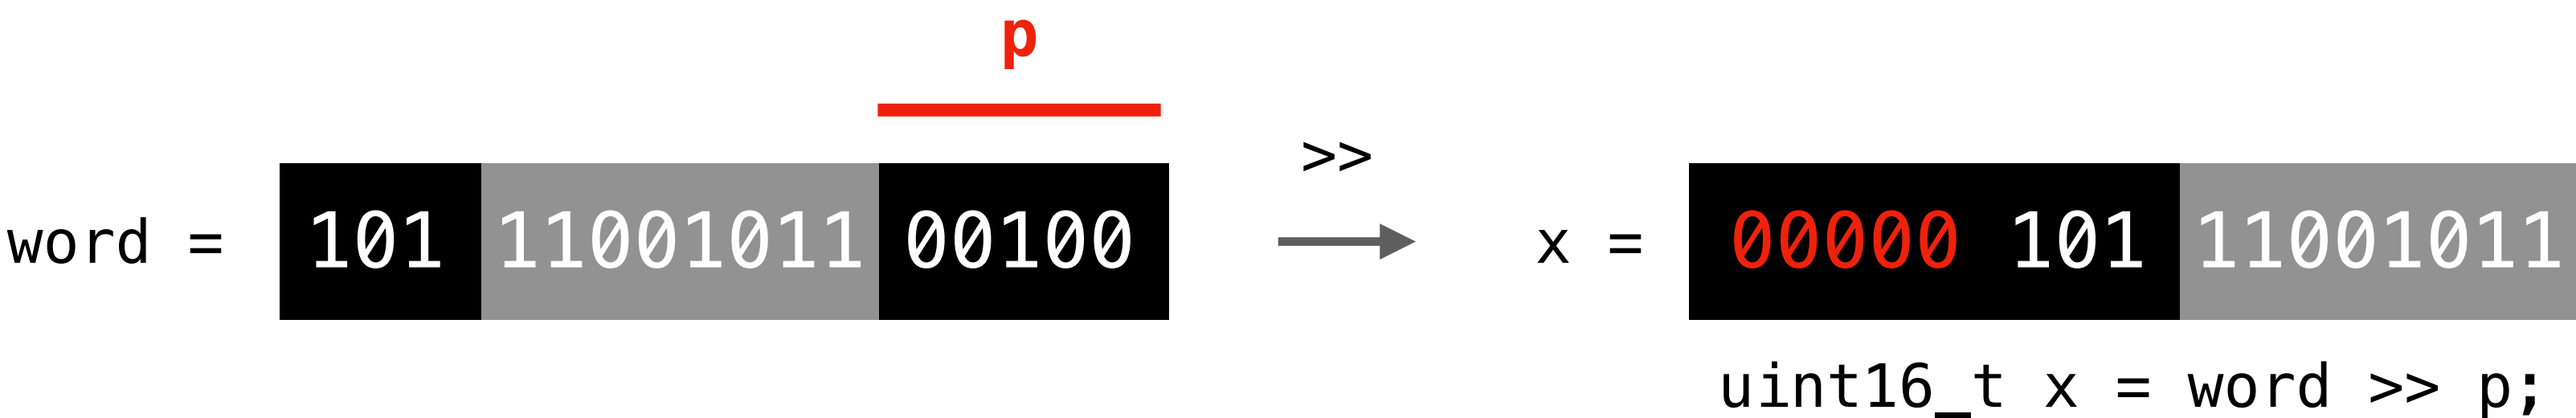 p
>>
word = 101 11001011 00100 x = 00000 101 11001011
uint16_t x = word >> p;